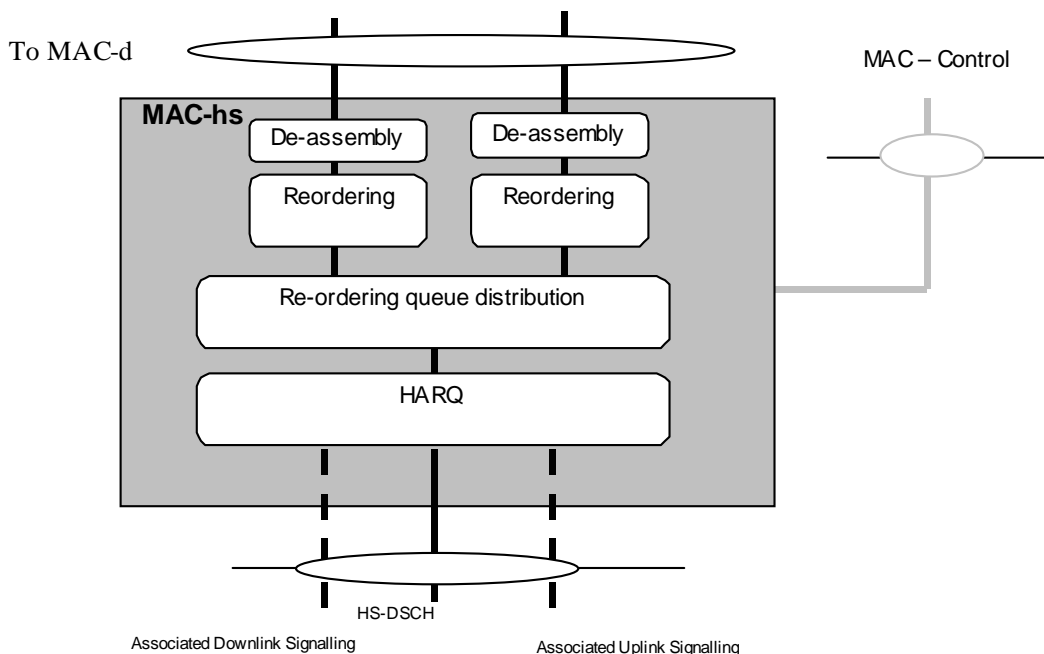 To MAC-d
MAC – Control
MAC-hs
De-assembly
De-assembly
Reordering
Reordering
Re-ordering queue distribution
HARQ
HS-DSCH
Associated Downlink Signalling
Associated Uplink Signalling